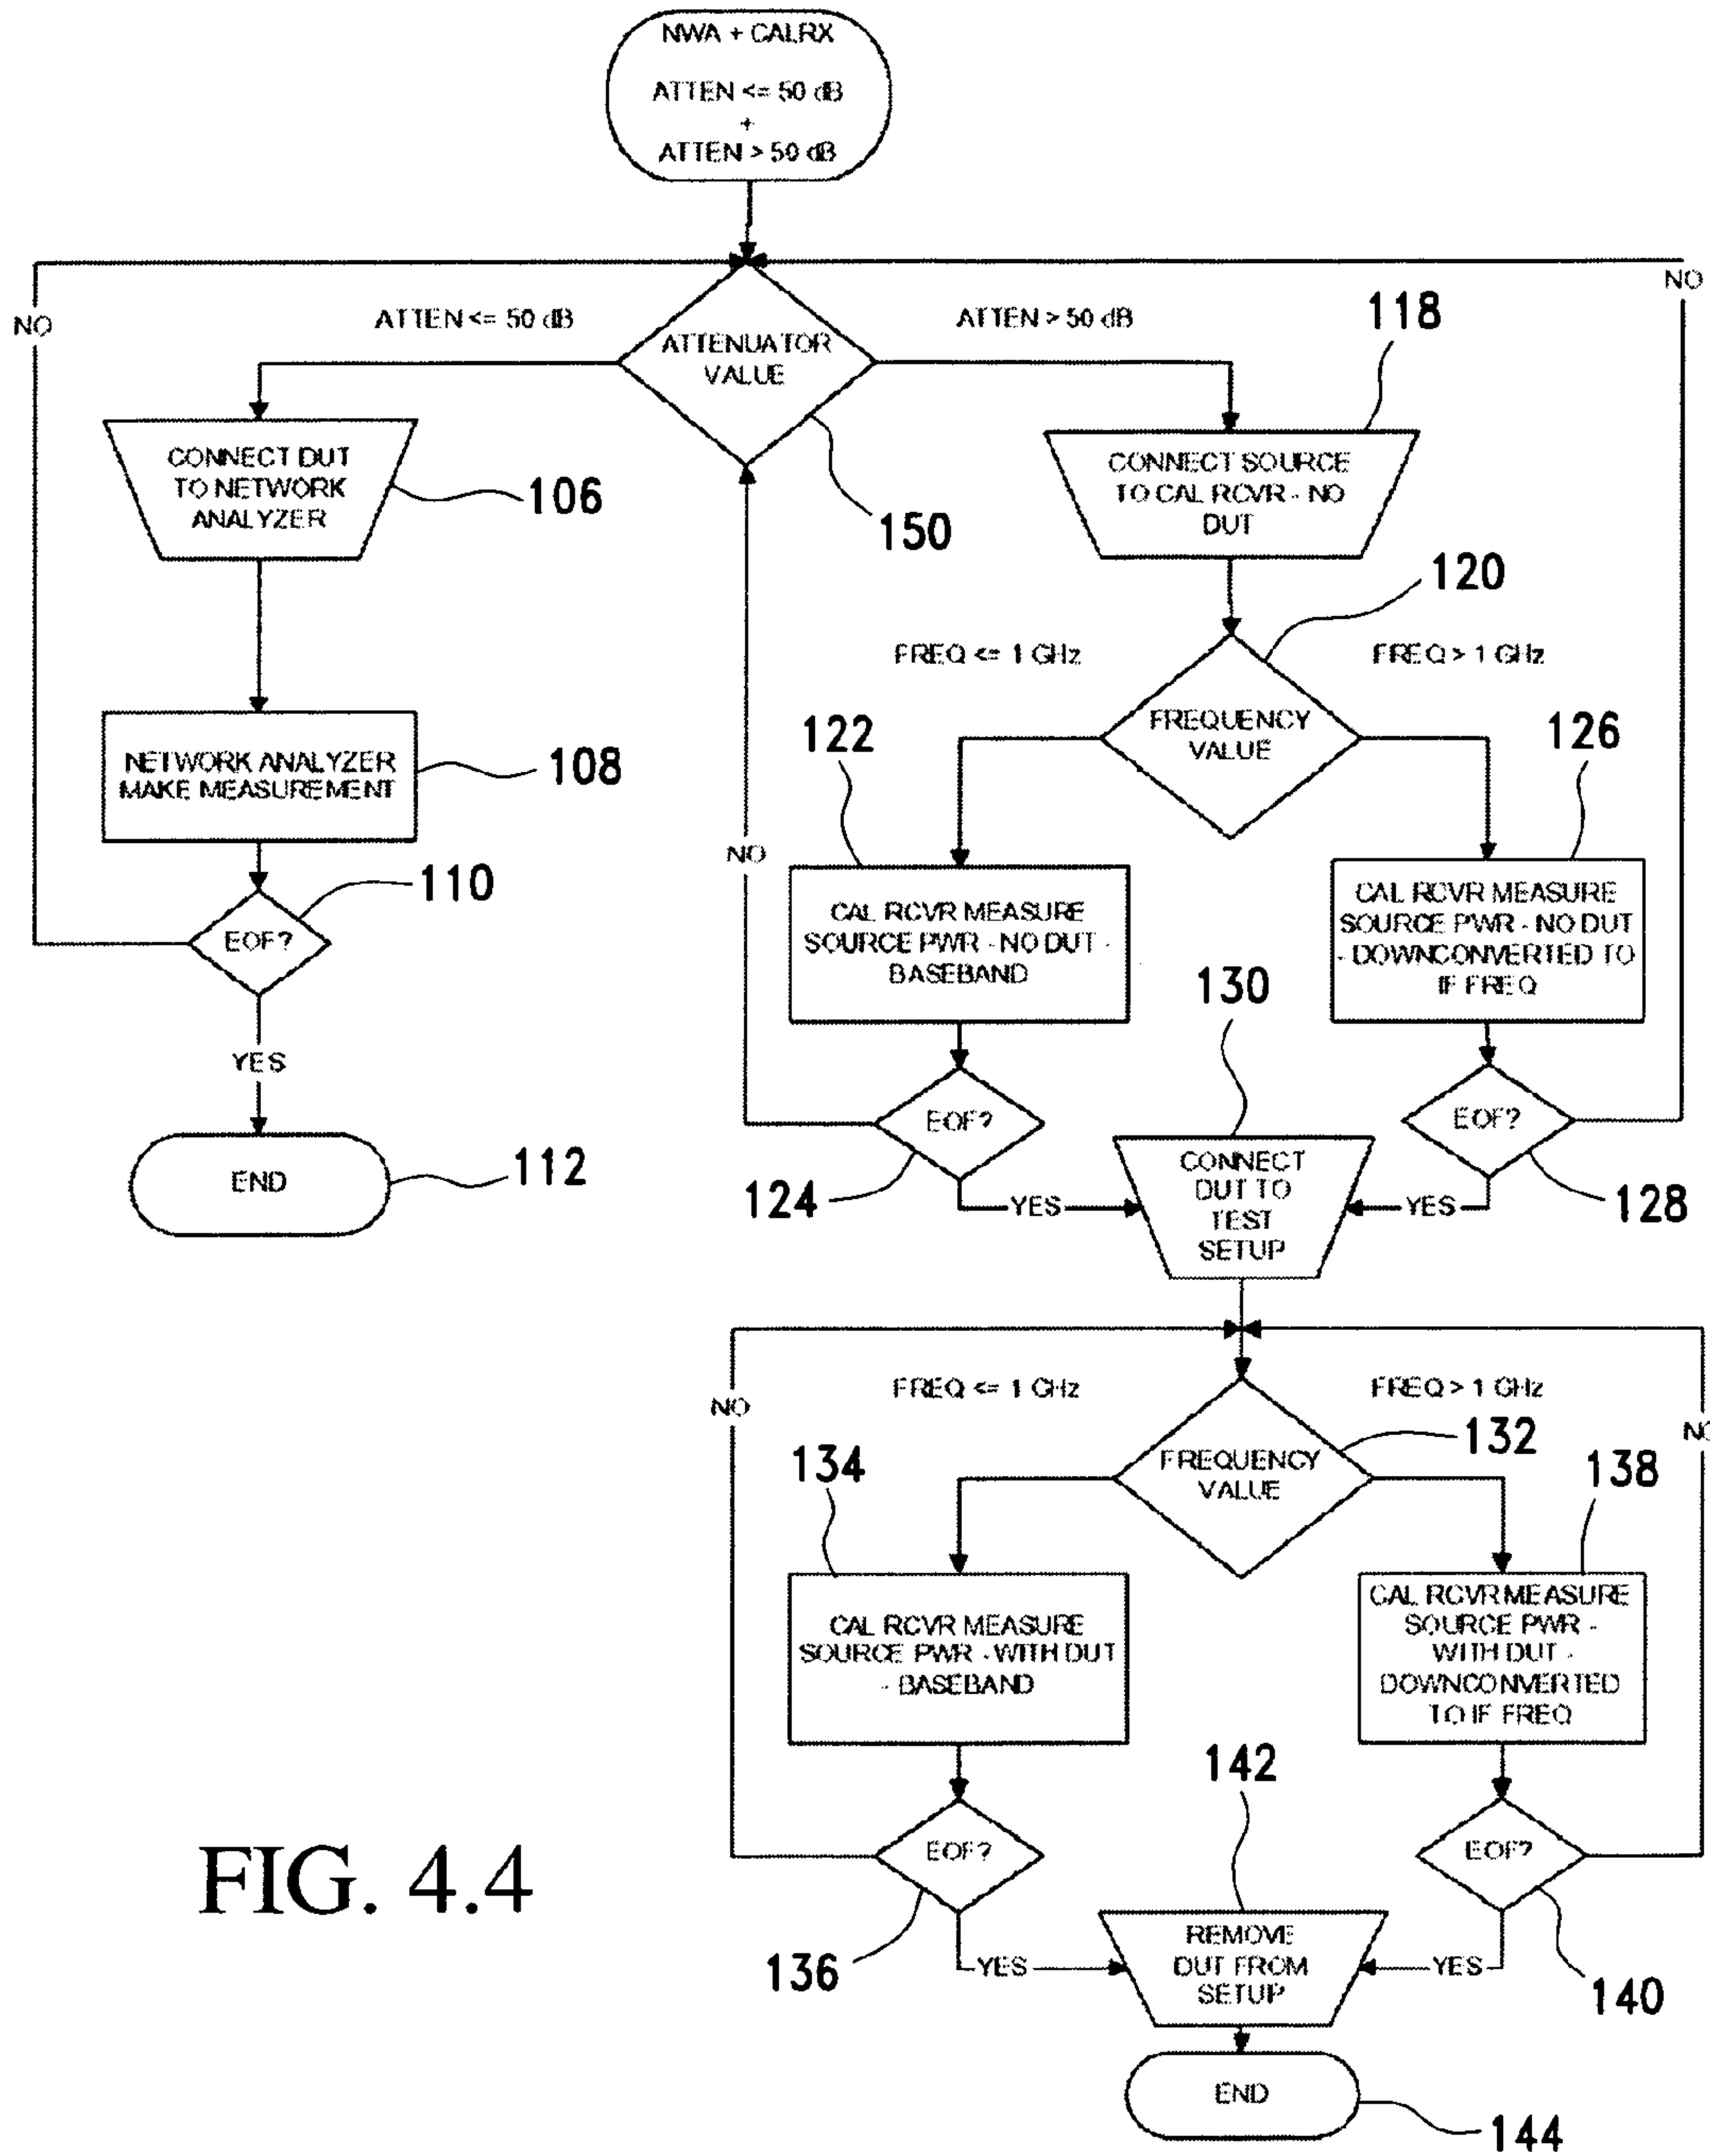 NWA + CALRX
ATTEN <= 50 dB
+
ATTEN > 50 dB
NO
NO
ATTEN <= 50 dB
ATTEN > 50 dB
118
ATTENUATOR
VALUE
150
CONNECT DUT
TO NETWORK
ANALYZER
106
CONNECT SOURCE
TO CAL RCVR - NO
DUT
120
FREQ <= 1 GHz
FREQ > 1 GHz
FREQUENCY
VALUE
122
126
NETWORK ANALYZER
MAKE MEASUREMENT
108
NO
110
EOF?
CAL RCVR MEASURE
SOURCE PWR - NO DUT -
BASEBAND
CAL RCVR MEASURE
SOURCE PWR - NO DUT
- DOWNCONVERTED TO
IF FREQ
130
YES
EOF?
EOF?
124
128
END
112
YES
CONNECT
DUT TO
TEST
SETUP
YES
NO
FREQ <= 1 GHz
FREQ > 1 GHz
NO
132
FREQUENCY
VALUE
134
138
CAL RCVR MEASURE
SOURCE PWR - WITH DUT
- BASEBAND
CAL RCVR MEASURE
SOURCE PWR -
WITH DUT -
DOWNCONVERTED
TO IF FREQ
142
EOF?
EOF?
136
140
YES
REMOVE
DUT FROM
SETUP
YES
END
144
FIG. 4.4